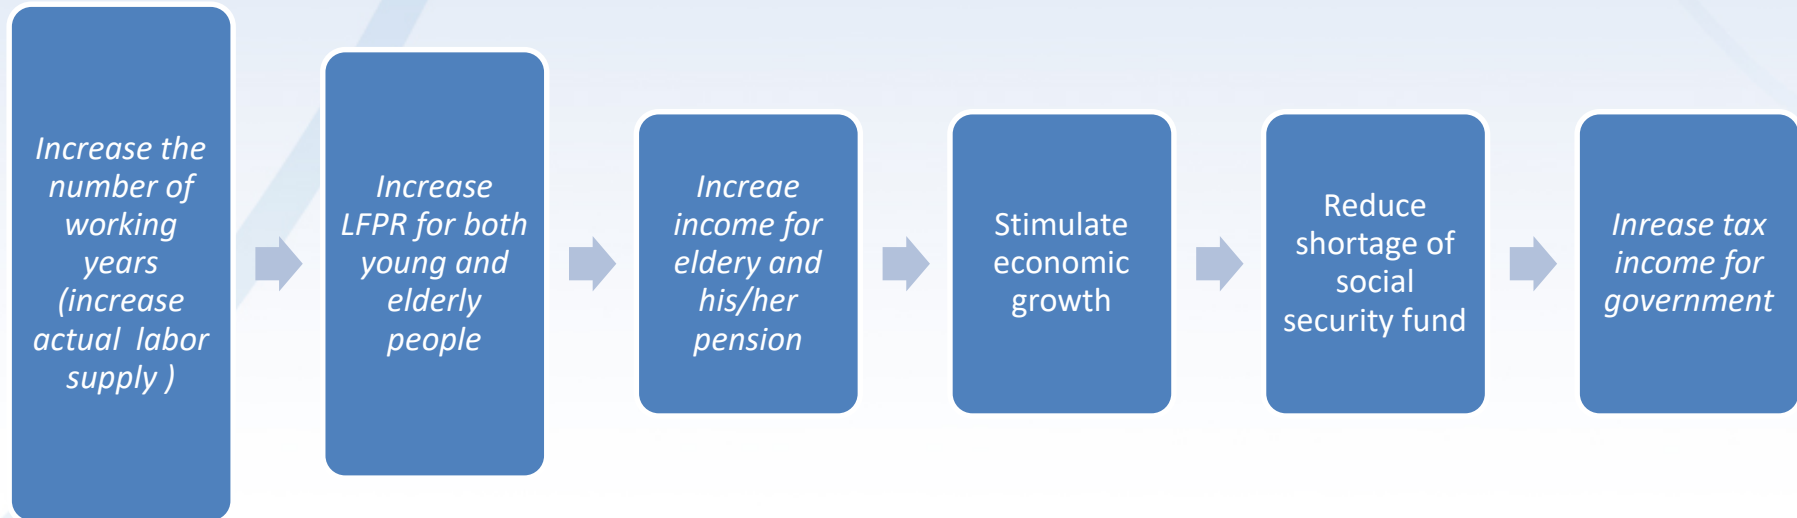 Increase the
number of
working
years
(increase
actual labor
supply )
Increase
LFPR for both
young and
elderly
people
Increae
income for
eldery and
his/her
pension
Stimulate
economic
growth
Reduce
shortage of
social
security fund
Inrease tax
income for
government